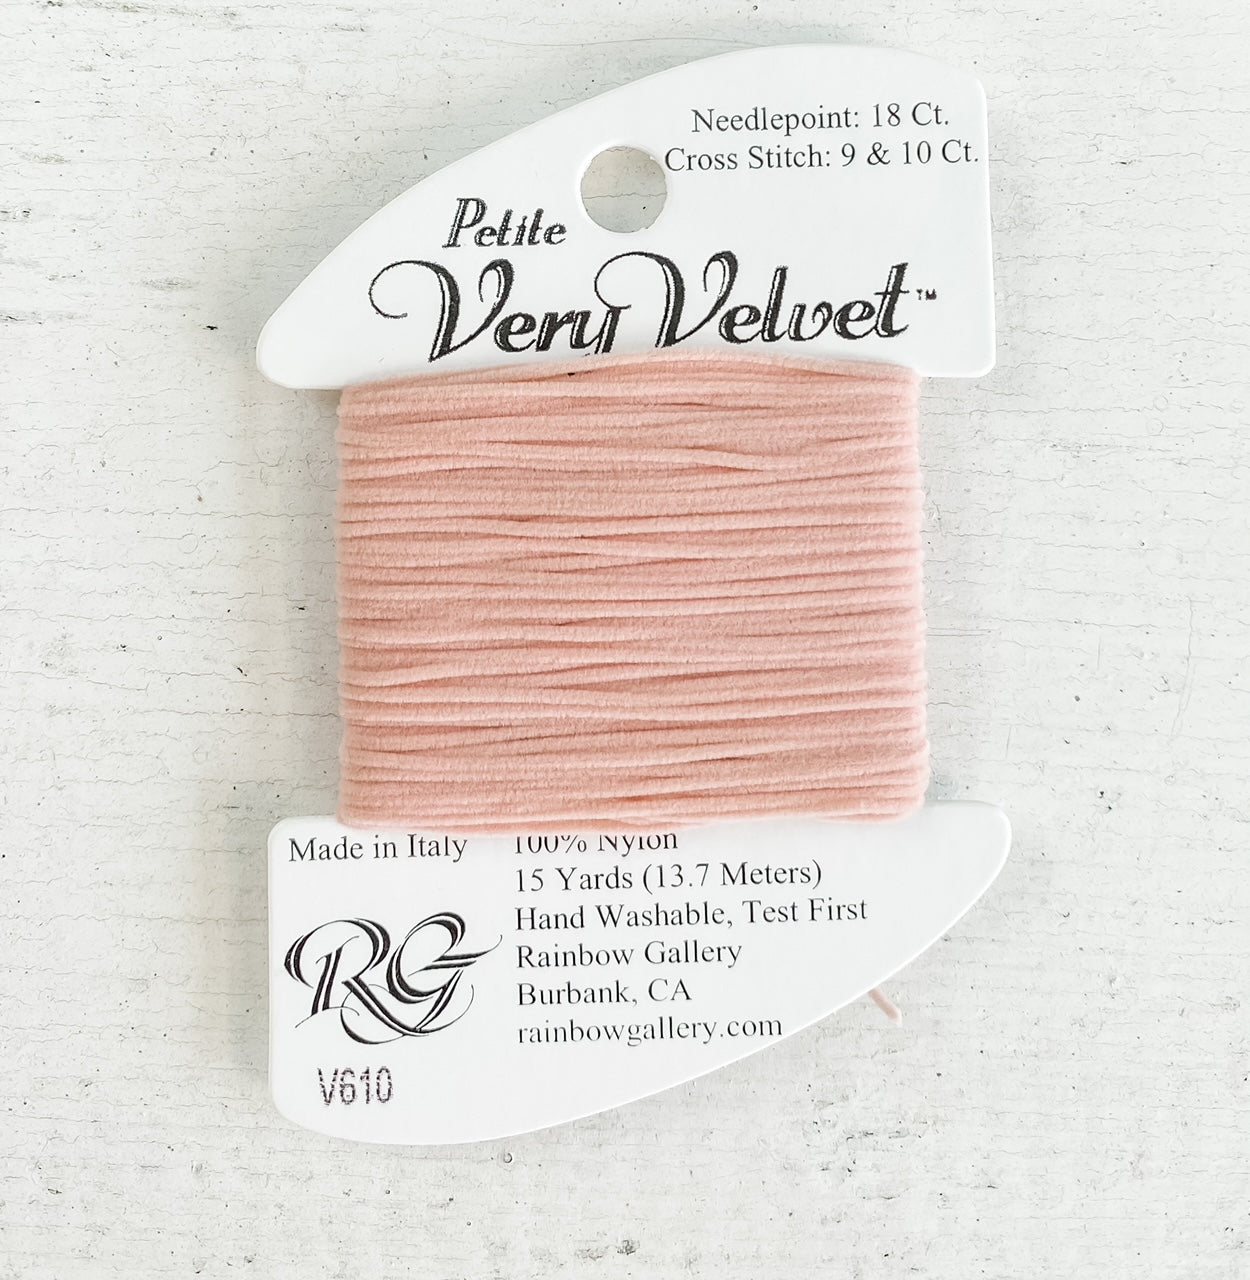 Needlepoint: 18 Ct.
Cross Stitch: 9 & 10 Ct.
Petite
Very Velvet™
Made in Italy
100% Nylon
15 Yards (13.7 Meters)
Hand Washable, Test First
Rainbow Gallery
Burbank, CA
rainbowgallery.com
RG
V610